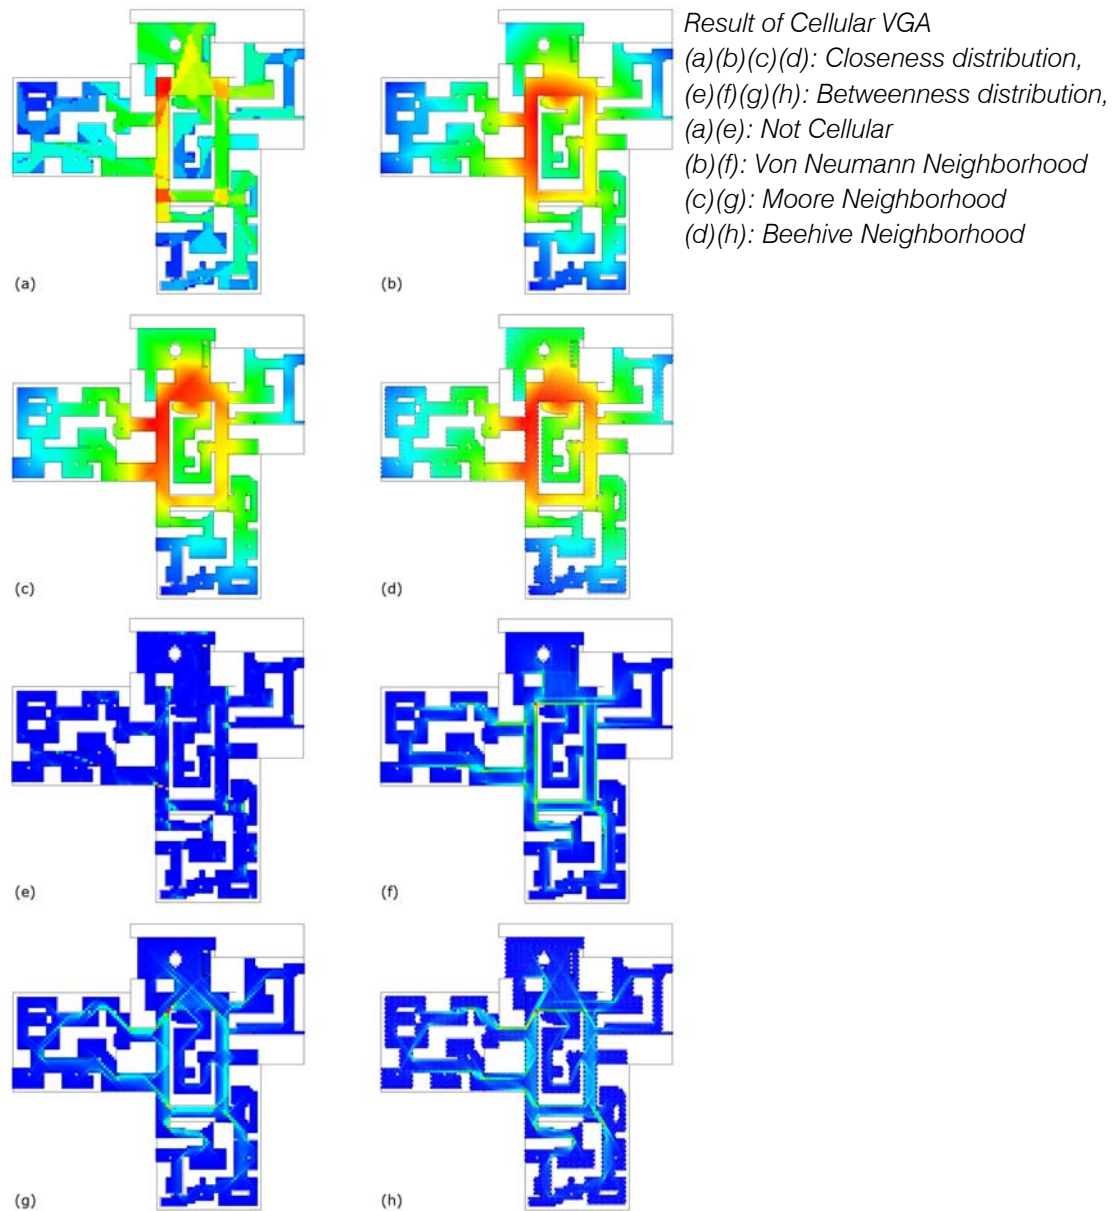 Result of Cellular VGA
(a)(b)(c)(d): Closeness distribution,
(e)(f)(g)(h): Betweenness distribution,
(a)(e): Not Cellular
(b)(f): Von Neumann Neighborhood
(c)(g): Moore Neighborhood
(d)(h): Beehive Neighborhood
(a)
(b)
(c)
(d)
(e)
(f)
(g)
(h)